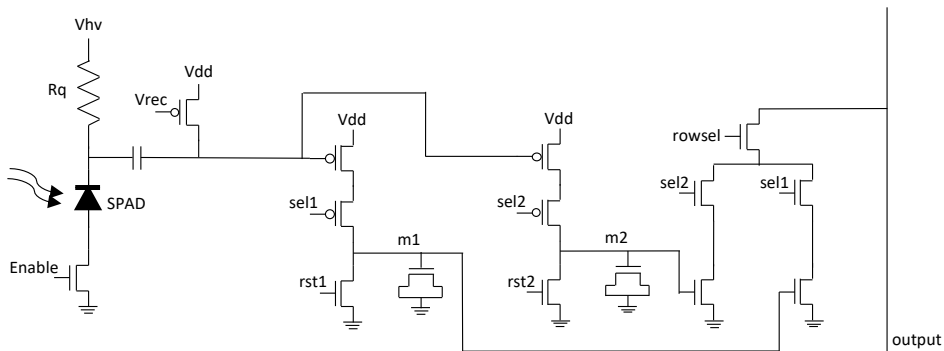 Vhv
Rq
Vdd
Vrec
SPAD
Enable
Vdd
sel1
m1
rst1
Vdd
sel2
m2
rst2
rowsel
sel2
sel1
output